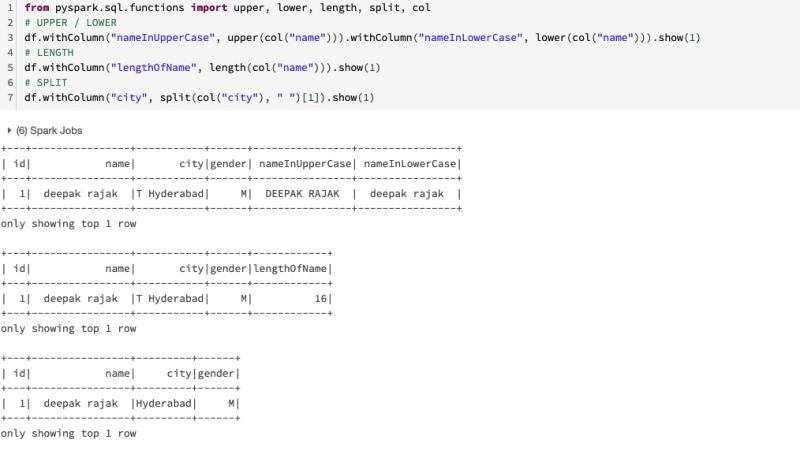 1 from pyspark.sql.functions import upper, lower, length, split, col
2 # UPPER / LOWER
3 df.withColumn("nameInUpperCase", upper(col("name"))).withColumn("nameInLowerCase", lower(col("name"))).show(1)
4 # LENGTH
5 df.withColumn("lengthOfName", length(col("name"))).show(1)
6 # SPLIT
7 df.withColumn("city", split(col("city"), " ")[1]).show(1)
(6) Spark Jobs
+---+----------------+-----------+------+----------------+----------------+
| id|            name|       city|gender| nameInUpperCase| nameInLowerCase|
+---+----------------+-----------+------+----------------+----------------+
|  1|  deepak rajak  |T Hyderabad|     M|  DEEPAK RAJAK  |  deepak rajak  |
+---+----------------+-----------+------+----------------+----------------+
only showing top 1 row
+---+----------------+-----------+------+------------+
| id|            name|       city|gender|lengthOfName|
+---+----------------+-----------+------+------------+
|  1|  deepak rajak  |T Hyderabad|     M|          16|
+---+----------------+-----------+------+------------+
only showing top 1 row
+---+----------------+---------+------+
| id|            name|     city|gender|
+---+----------------+---------+------+
|  1|  deepak rajak  |Hyderabad|     M|
+---+----------------+---------+------+
only showing top 1 row